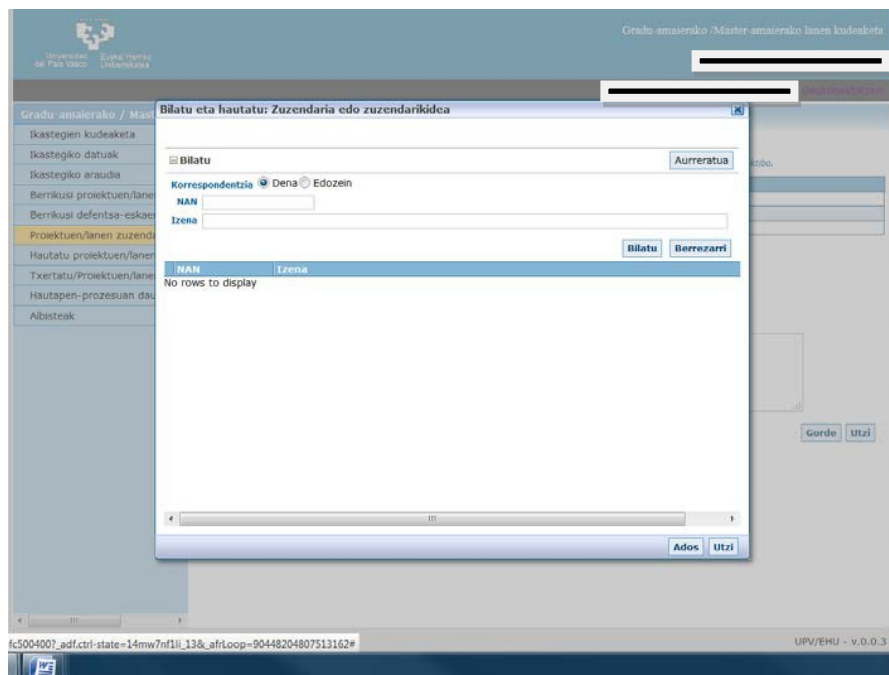 Gradu-amaierako /Master-amaierako lanen kudeaketa
Universidad Euskal Herriko
del País Vasco Unibertsitatea
Gradu-amaierako / Mast
Ikastegien kudeaketa
Ikastegiko datuak
Ikastegiko araudia
Berrikusi proiektuen/lane
Berrikusi defentsa-eskae
Proiektuen/lanen zuzenda
Hautatu proiektuen/lanen
Txertatu/Proiektuen/lane
Hautapen-prozesuan dau
Albisteak
Bilatu eta hautatu: Zuzendaria edo zuzendarikidea
Bilatu
Aurreratua
Korrespondentzia Dena Edozein
NAN
Izena
Bilatu Berrezarri
NAN Izena
No rows to display
Ados Utzi
ktibo.
Gorde Utzi
fc500400?_adf.ctrl-state=14mw7nf1li_13&_afrLoop=90448204807513162#
UPV/EHU - v.0.0.3